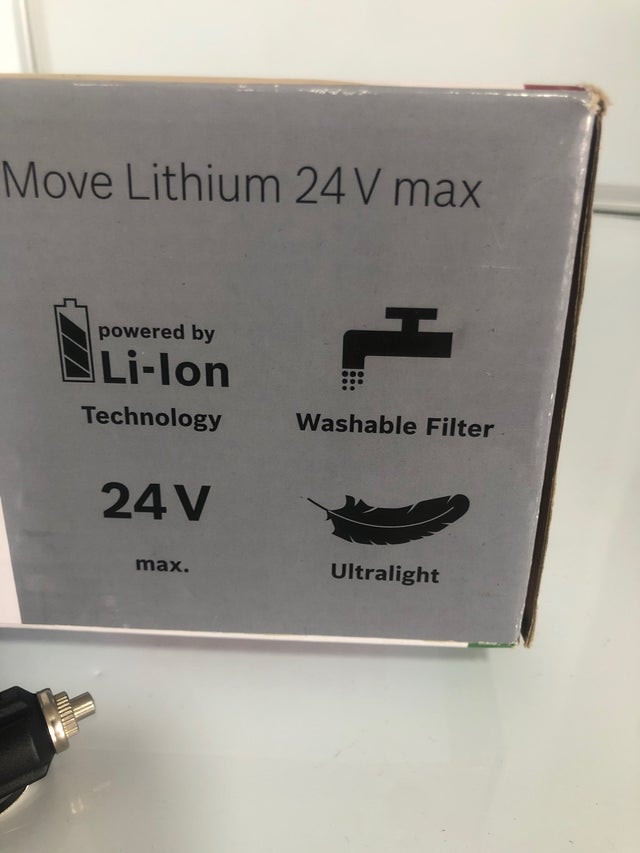 Move Lithium 24V max
powered by
Li-Ion
Technology
Washable Filter
24V
max.
Ultralight